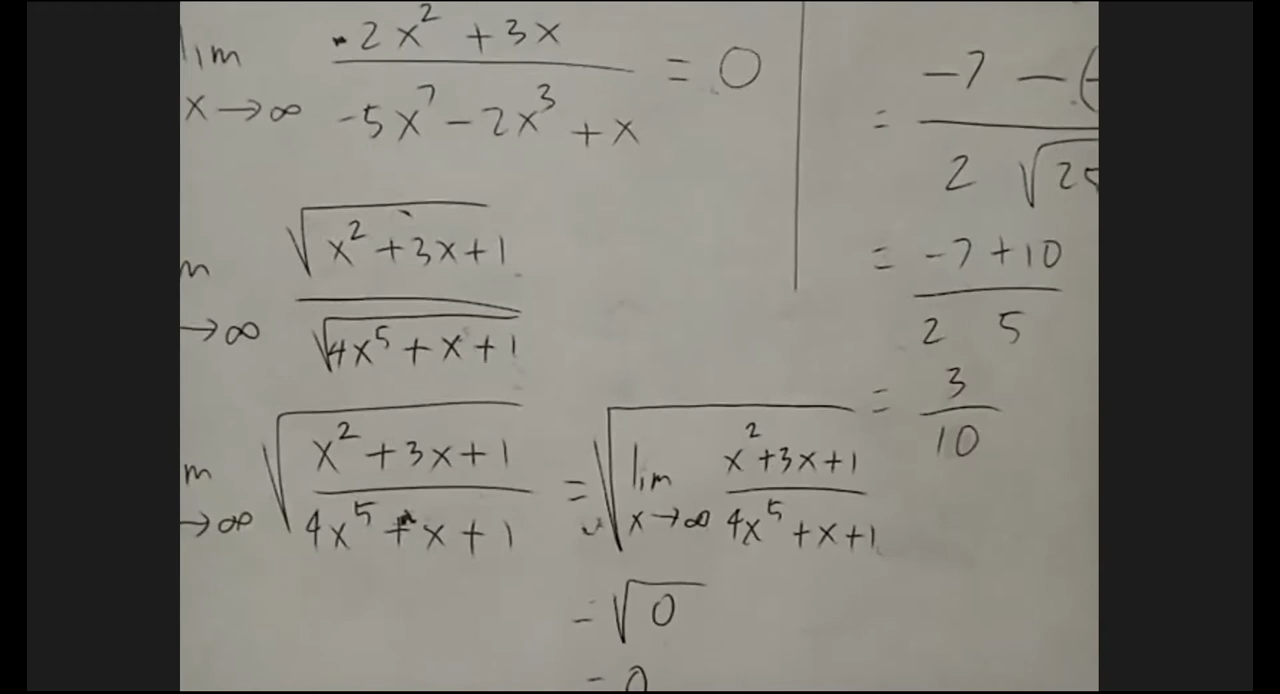 lim x→∞ (-2x² + 3x)/(-5x⁷ - 2x³ + x) = 0
→∞ √(x² + 3x + 1)/√(4x⁵ + x + 1)
→∞ √((x² + 3x + 1)/(4x⁵ + x + 1)) = √(lim x→∞ (x² + 3x + 1)/(4x⁵ + x + 1))
= √0
= 0
= (-7 - (
2 √25
= (-7 + 10)/(2 5)
= 3/10